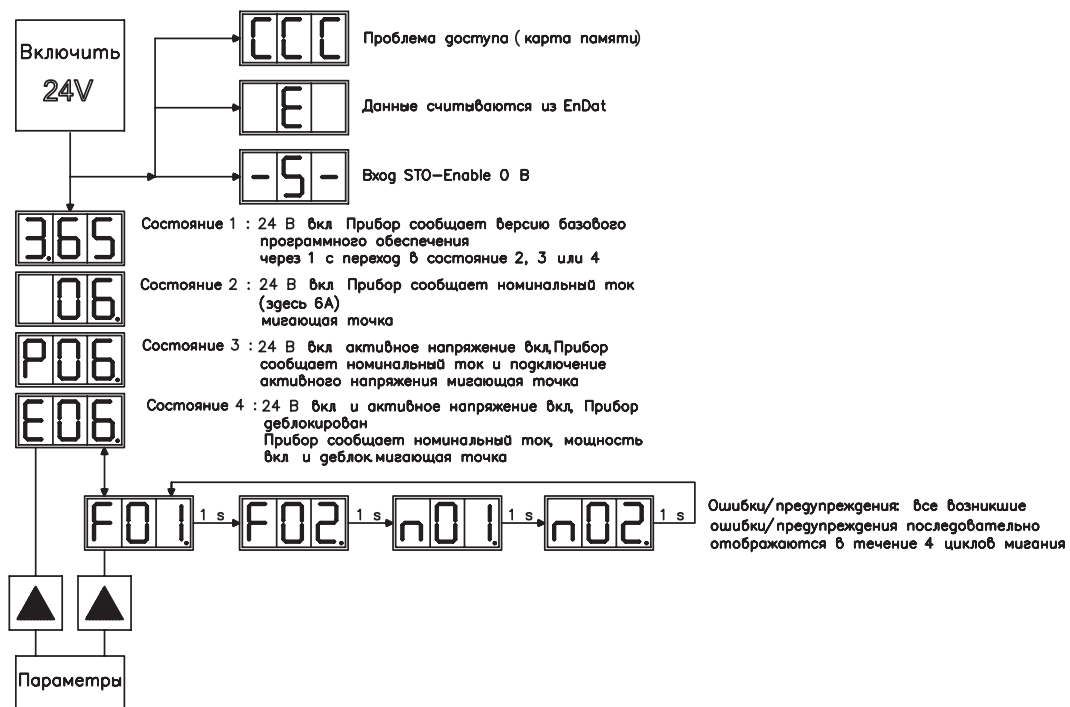 Включить
24V
CCC
Проблема доступа (карта памяти)
E
Данные считываются из EnDat
-S-
Вход STO-Enable 0 В
3.65
Состояние 1 : 24 В вкл Прибор сообщает версию базового
программного обеспечения
через 1 с переход в состояние 2, 3 или 4
06.
Состояние 2 : 24 В вкл Прибор сообщает номинальный ток
(здесь 6А)
мигающая точка
P06.
Состояние 3 : 24 В вкл активное напряжение вкл, Прибор
сообщает номинальный ток и подключение
активного напряжения мигающая точка
E06.
Состояние 4 : 24 В вкл и активное напряжение вкл, Прибор
деблокирован
Прибор сообщает номинальный ток, мощность
вкл и деблок. мигающая точка
F01. 1 s F02. 1 s n01. 1 s n02. 1 s
Ошибки/предупреждения: все возникшие
ошибки/предупреждения последовательно
отображаются в течение 4 циклов мигания
Параметры